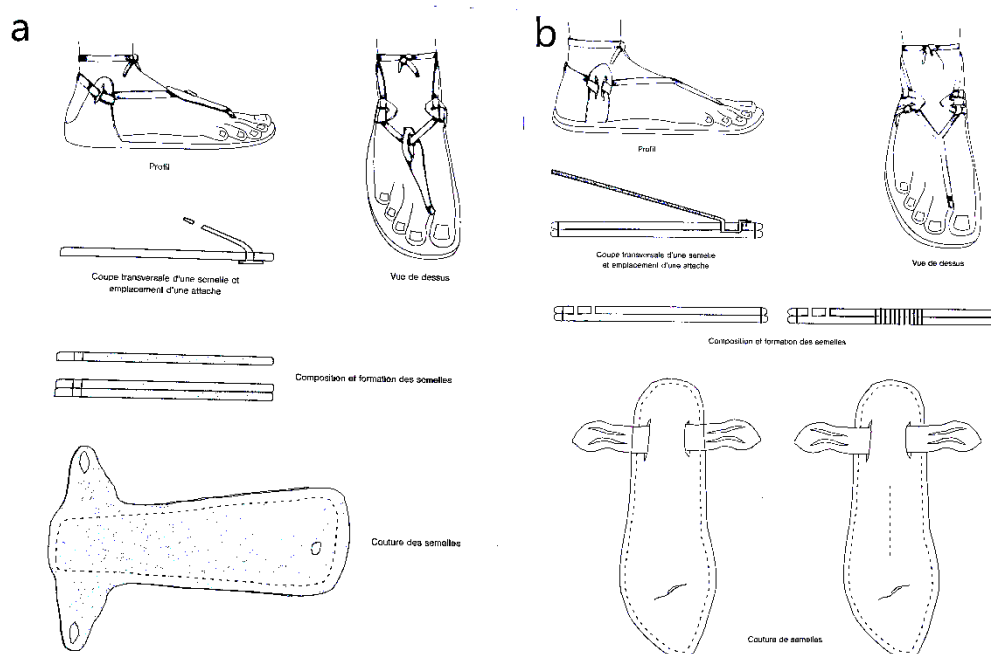 a
Profil
Vue de dessus
Coupe transversale d'une semelle et
emplacement d'une attache
Composition et formation des semelles
Couture des semelles
b
Profil
Vue de dessus
Coupe transversale d'une semelle
et emplacement d'une attache
Composition et formation des semelles
Couture de semelles